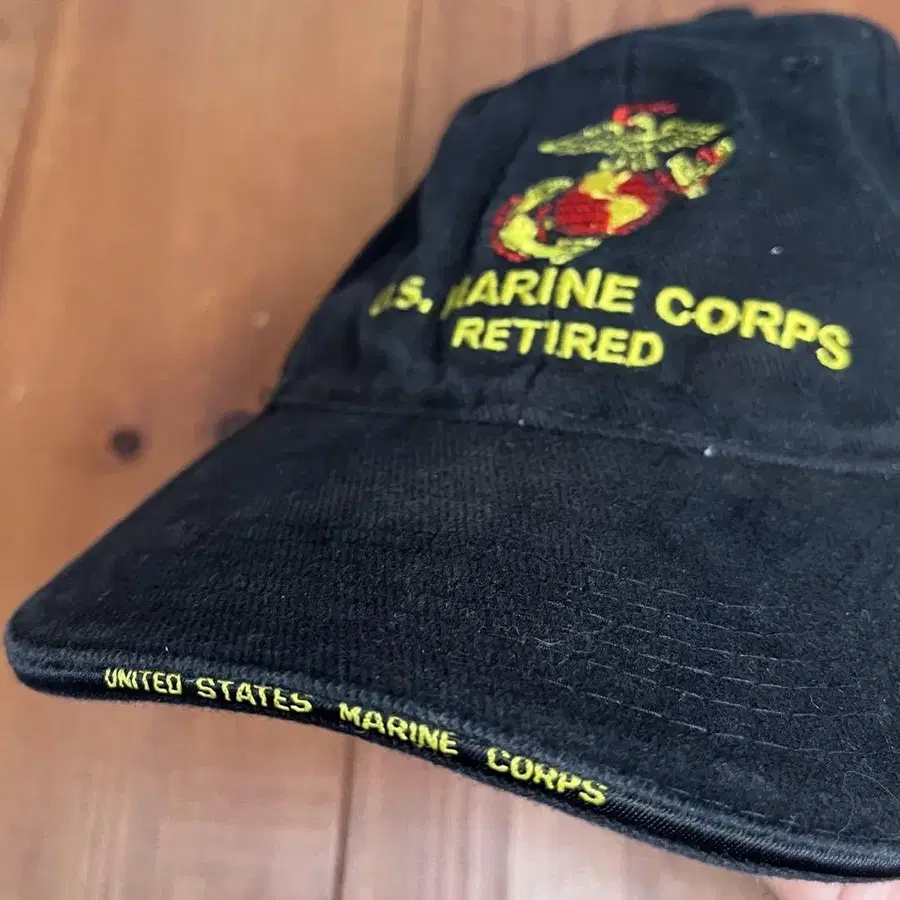 U.S. MARINE CORPS
RETIRED
UNITED STATES MARINE CORPS